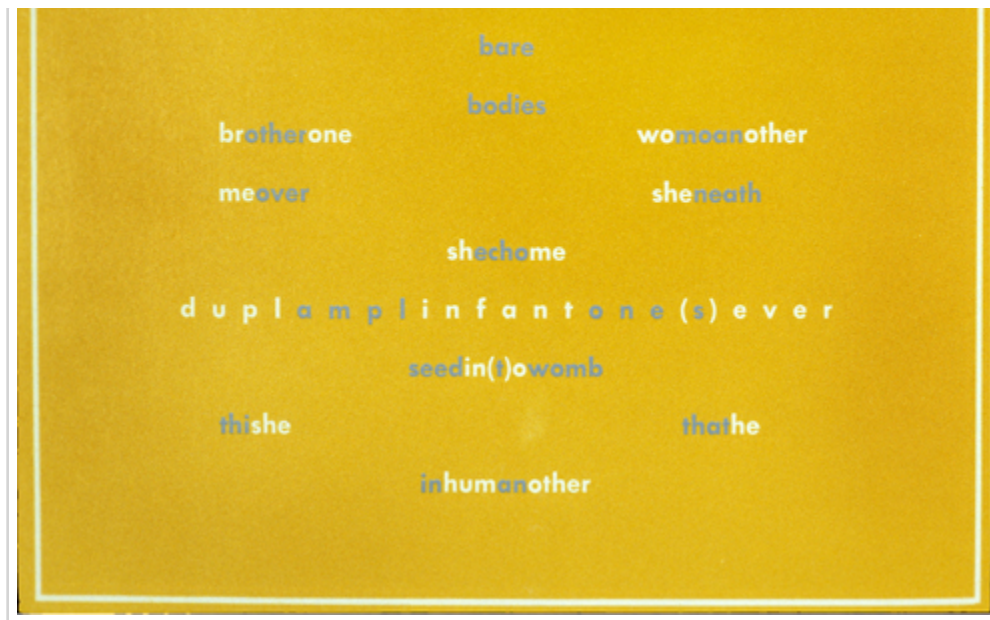 bare
bodies
brotherone womoanother
meover sheneath
shechome
d u p l a m p l i n f a n t o n e ( s ) e v e r
seedin(t)owomb
thishe thathe
inhumanother